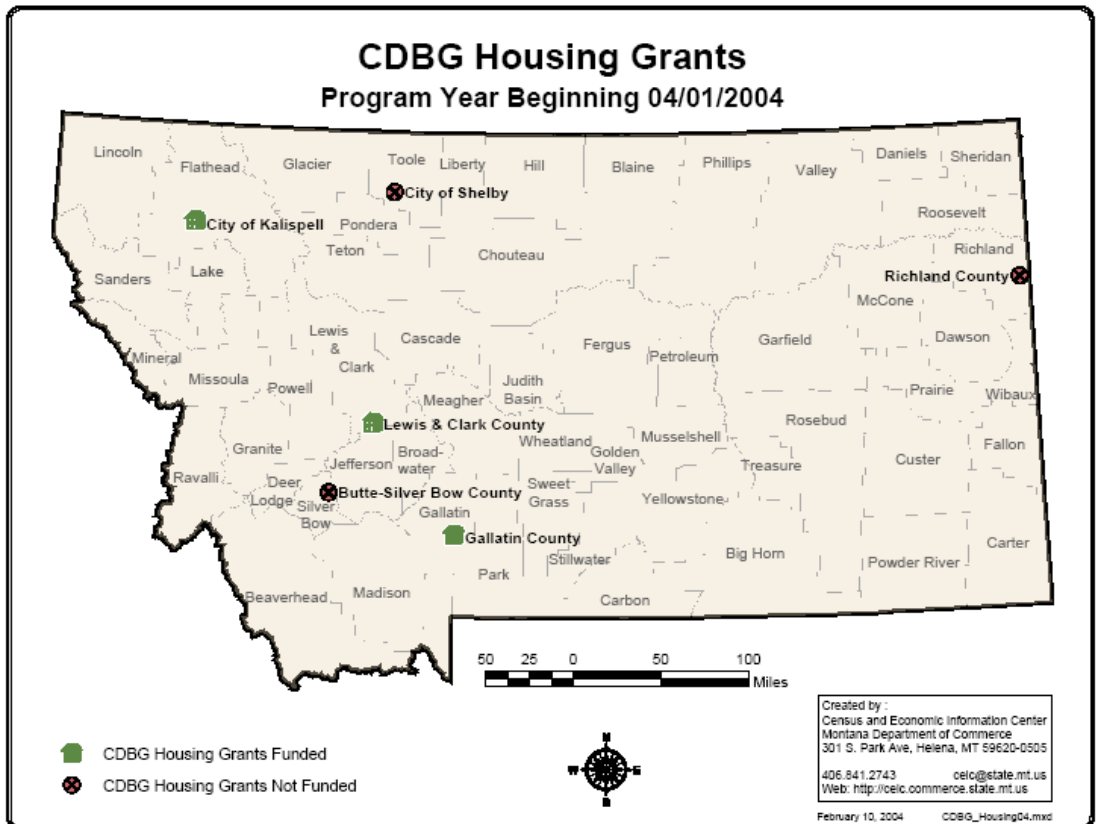 CDBG Housing Grants
Program Year Beginning 04/01/2004
Lincoln
Flathead
Glacier
Toole
Liberty
Hill
Blaine
Phillips
Valley
Daniels
Sheridan
City of Shelby
City of Kalispell
Pondera
Roosevelt
Teton
Chouteau
Richland
Sanders
Lake
Richland County
McCone
Lewis
&
Clark
Cascade
Fergus
Petroleum
Garfield
Dawson
Mineral
Missoula
Powell
Meagher
Judith
Basin
Prairie
Wibaux
Lewis & Clark County
Rosebud
Granite
Jefferson
Broad-
water
Wheatland
Golden
Valley
Musselshell
Treasure
Custer
Fallon
Ravalli
Deer
Lodge
Silver
Bow
Butte-Silver Bow County
Gallatin
Sweet
Grass
Yellowstone
Gallatin County
Stillwater
Big Horn
Carter
Powder River
Park
Beaverhead
Madison
Carbon
50 25 0 50 100
Miles
CDBG Housing Grants Funded
CDBG Housing Grants Not Funded
N
W E
S
Created by :
Census and Economic Information Center
Montana Department of Commerce
301 S. Park Ave, Helena, MT 59620-0505
406.841.2743 ceic@state.mt.us
Web: http://ceic.commerce.state.mt.us
February 10, 2004 CDBG_Housing04.mxd